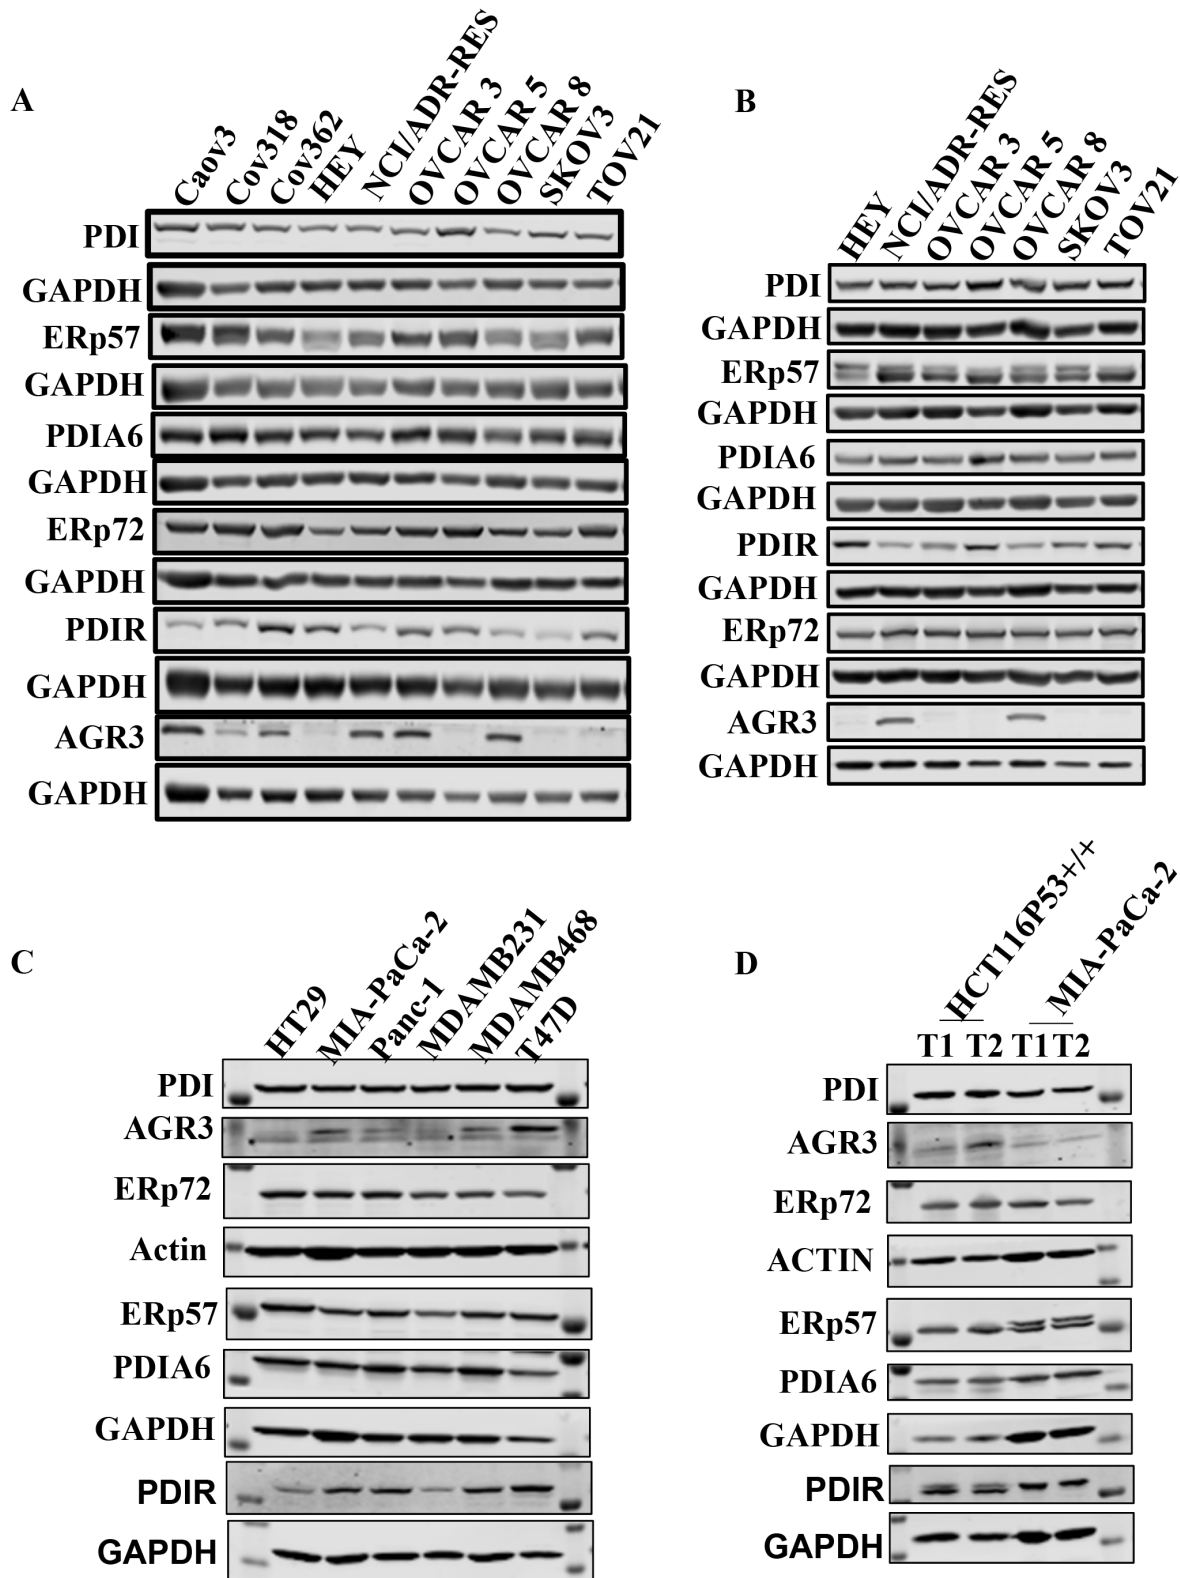 A
Caov3
Cov318
Cov362
HEY
NCI/ADR-RES
OVCAR 3
OVCAR 5
OVCAR 8
SKOV3
TOV21
PDI
GAPDH
ERp57
GAPDH
PDIA6
GAPDH
ERp72
GAPDH
PDIR
GAPDH
AGR3
GAPDH
B
HEY
NCI/ADR-RES
OVCAR 3
OVCAR 5
OVCAR 8
SKOV3
TOV21
PDI
GAPDH
ERp57
GAPDH
PDIA6
GAPDH
PDIR
GAPDH
ERp72
GAPDH
AGR3
GAPDH
C
HT29
MIA-PaCa-2
Panc-1
MDAMB231
MDAMB468
T47D
PDI
AGR3
ERp72
Actin
ERp57
PDIA6
GAPDH
PDIR
GAPDH
D
HCT116P53+/+
MIA-PaCa-2
T1 T2 T1 T2
PDI
AGR3
ERp72
ACTIN
ERp57
PDIA6
GAPDH
PDIR
GAPDH